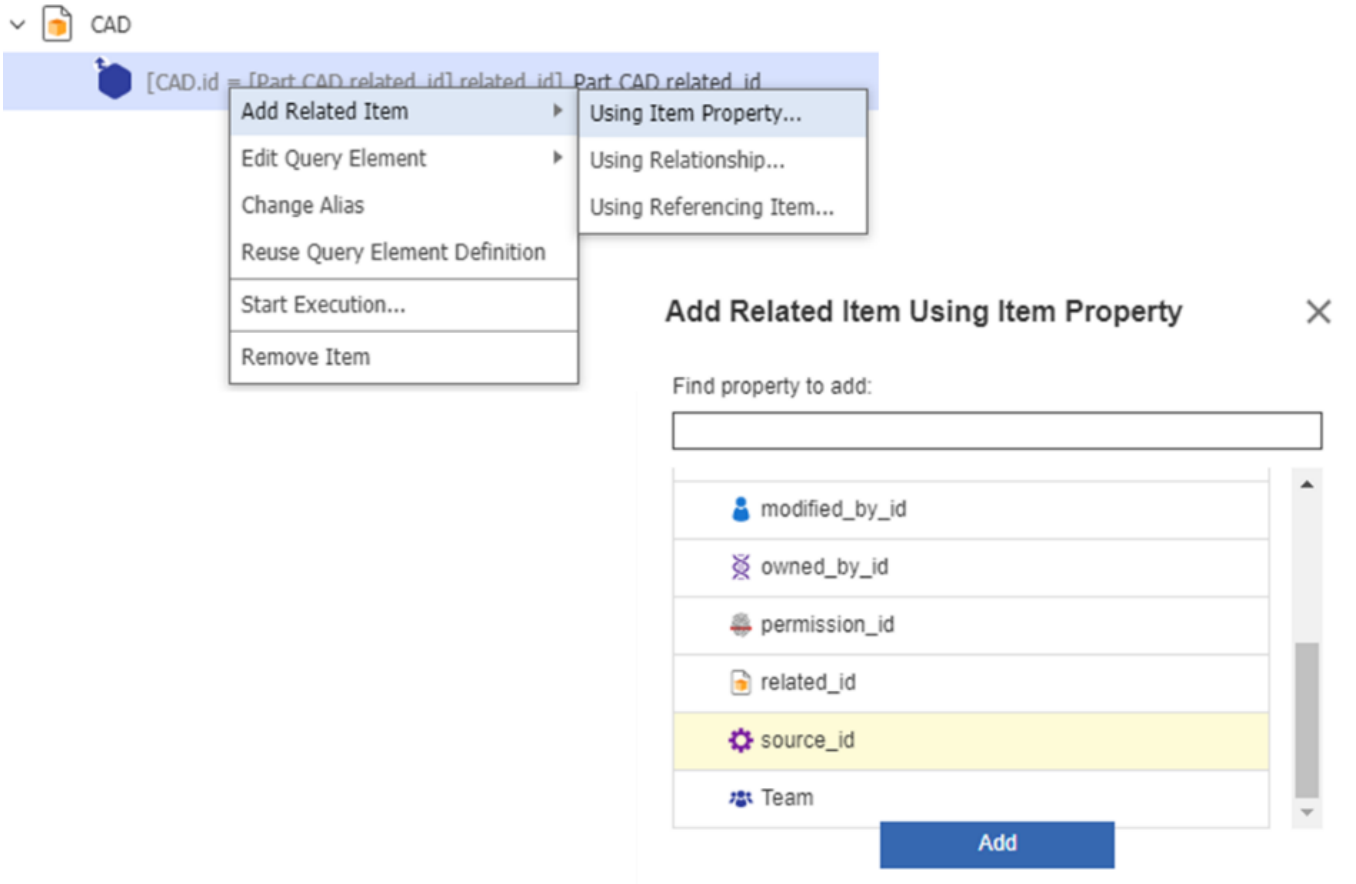 CAD
[CAD.id = [Part CAD related_id].related_id] Part CAD related_id
Add Related Item
Edit Query Element
Change Alias
Reuse Query Element Definition
Start Execution...
Remove Item
Using Item Property...
Using Relationship...
Using Referencing Item...
Add Related Item Using Item Property
Find property to add:
modified_by_id
owned_by_id
permission_id
related_id
source_id
Team
Add